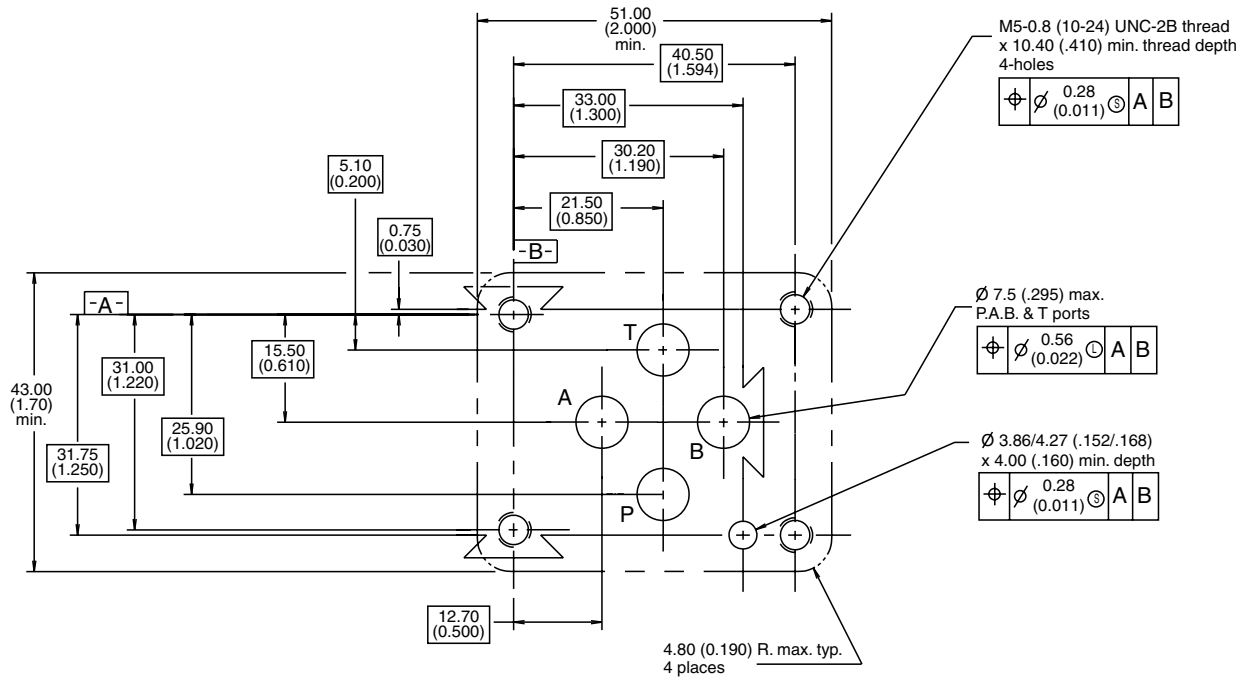 51.00
(2.000)
min.
40.50
(1.594)
33.00
(1.300)
30.20
(1.190)
21.50
(0.850)
5.10
(0.200)
0.75
(0.030)
-B-
-A-
M5-0.8 (10-24) UNC-2B thread
x 10.40 (.410) min. thread depth
4-holes
⌖ Ø 0.28 Ⓢ A B
(0.011)
Ø 7.5 (.295) max.
P.A.B. & T ports
⌖ Ø 0.56 Ⓛ A B
(0.022)
Ø 3.86/4.27 (.152/.168)
x 4.00 (.160) min. depth
⌖ Ø 0.28 Ⓢ A B
(0.011)
T
A
B
P
15.50
(0.610)
31.00
(1.220)
43.00
(1.70)
min.
25.90
(1.020)
31.75
(1.250)
12.70
(0.500)
4.80 (0.190) R. max. typ.
4 places